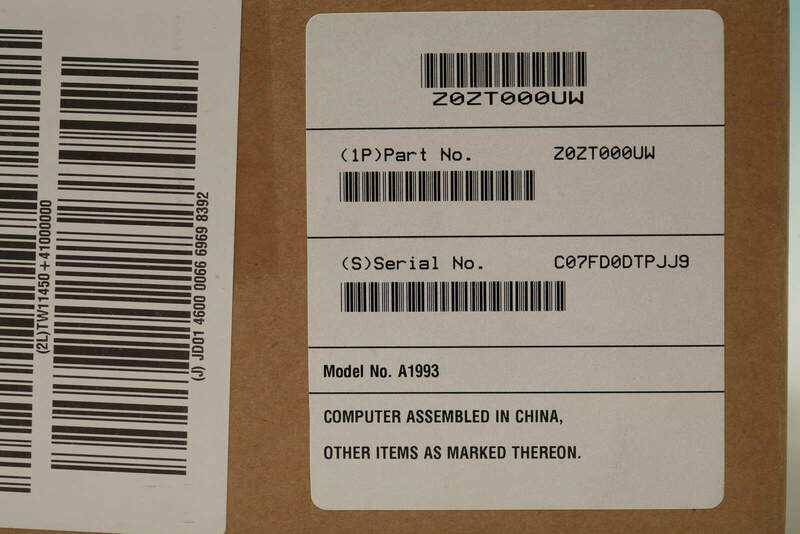 (2L)TW11450+41000000
(J) JD01 4600 0066 6969 8392
Z0ZT000UW
(1P)Part No. Z0ZT000UW
(S)Serial No. C07FD0DTPJJ9
Model No. A1993
COMPUTER ASSEMBLED IN CHINA,
OTHER ITEMS AS MARKED THEREON.